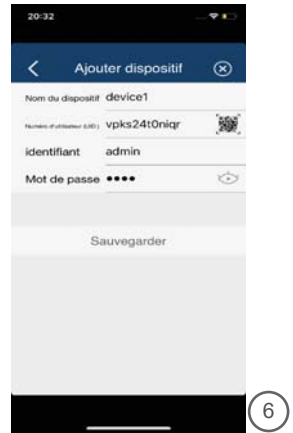 20:32
Ajouter dispositif
Nom du dispositif device1
Numéro d'utilisateur (UID) vpks24t0niqr
identifiant admin
Mot de passe ••••
Sauvegarder
6